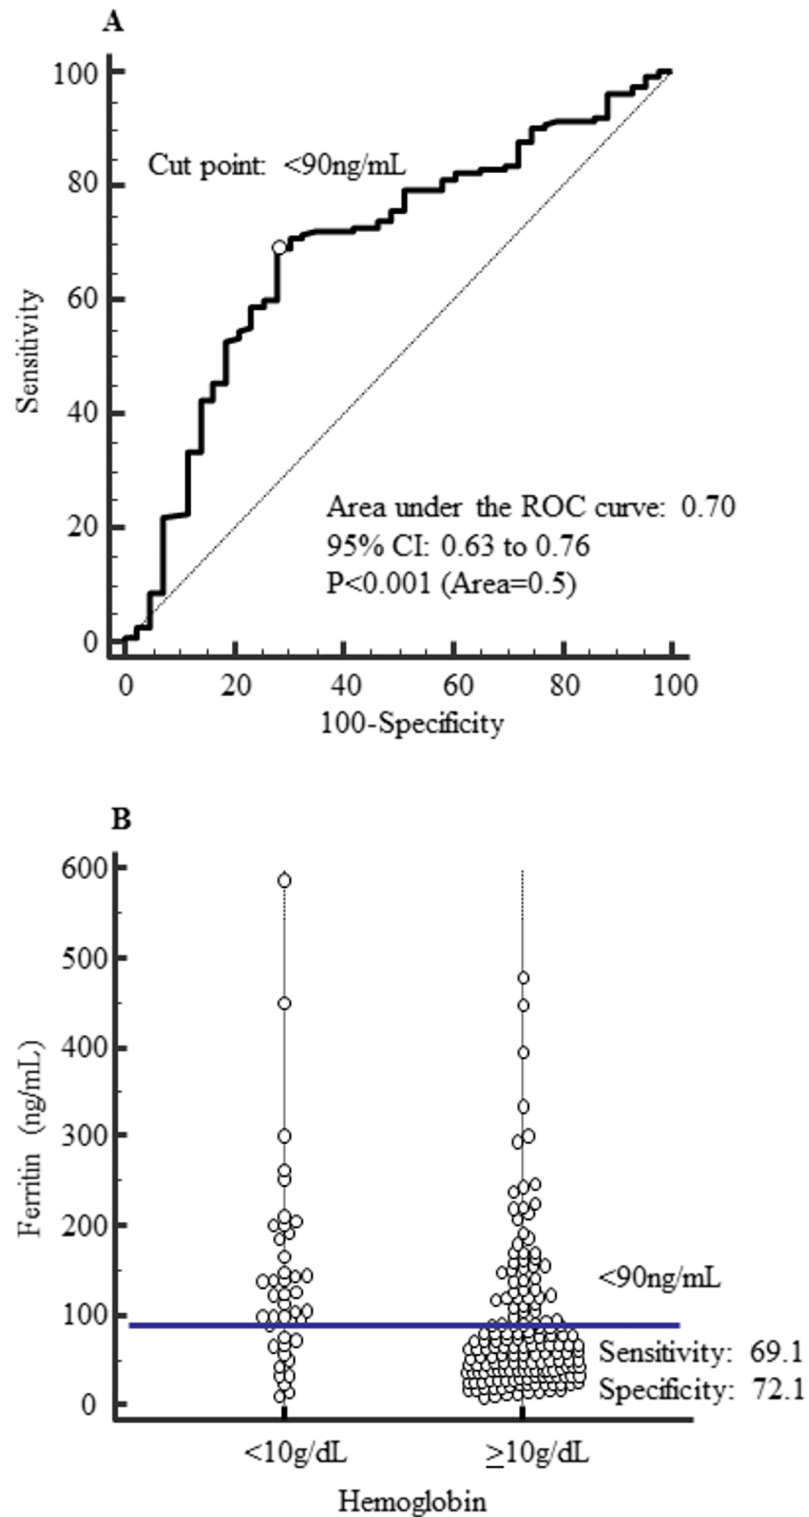 A
100
80
60
40
20
0
Sensitivity
Cut point: <90ng/mL
Area under the ROC curve: 0.70
95% CI: 0.63 to 0.76
P<0.001 (Area=0.5)
0 20 40 60 80 100
100-Specificity
B
600
500
400
300
200
100
0
Ferritin (ng/mL)
<90ng/mL
Sensitivity: 69.1
Specificity: 72.1
<10g/dL ≥10g/dL
Hemoglobin